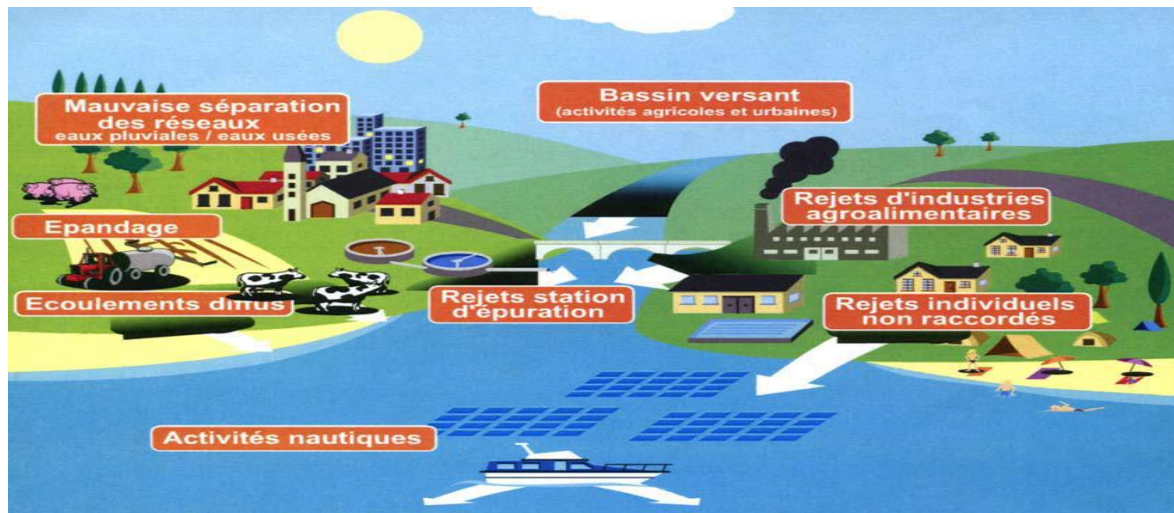 Mauvaise séparation
des réseaux
eaux pluviales / eaux usées
Bassin versant
(activités agricoles et urbaines)
Rejets d'industries
agroalimentaires
Epandage
Ecoulements diffus
Rejets station
d'épuration
Rejets individuels
non raccordés
Activités nautiques